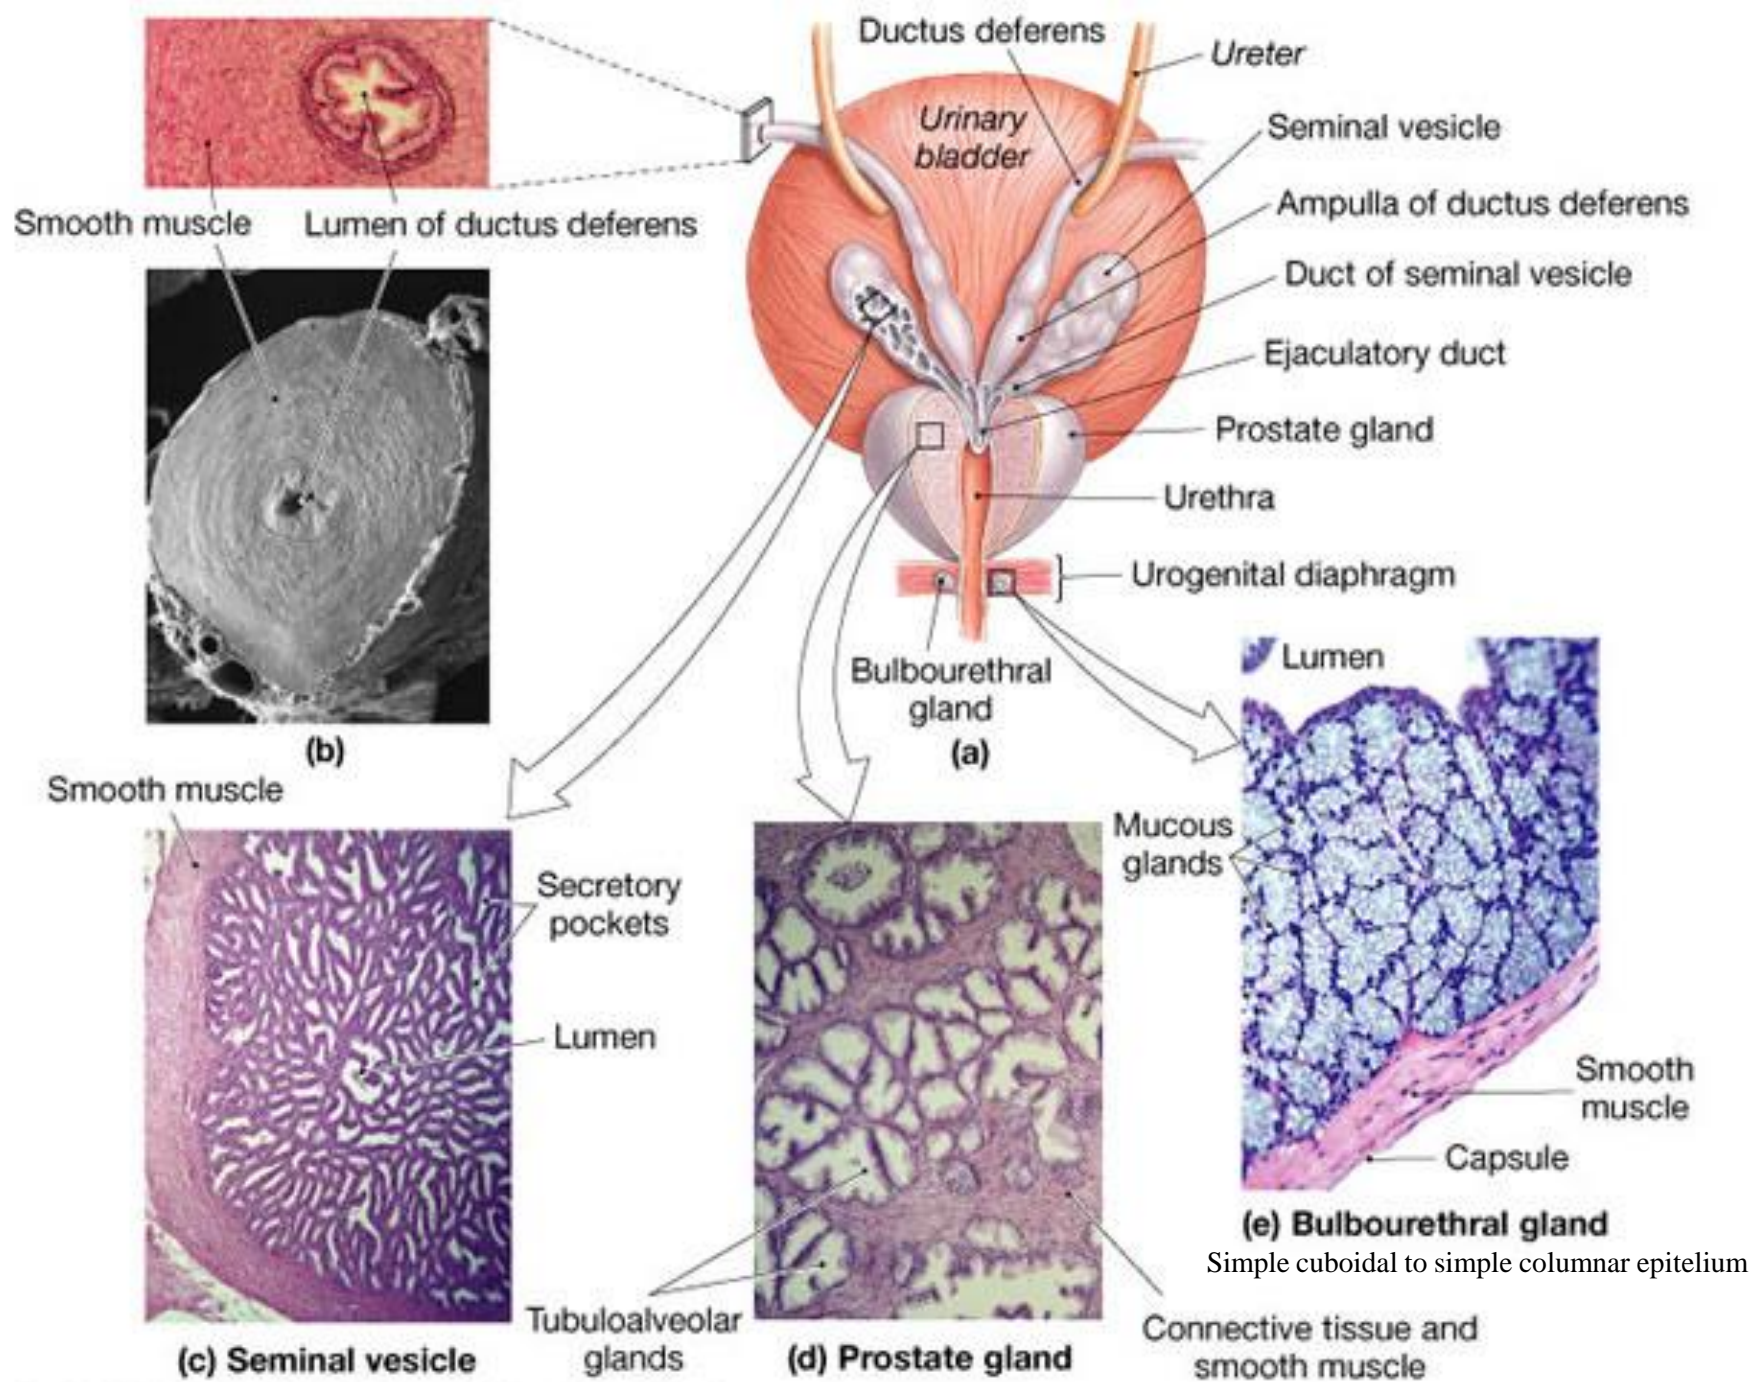 Ductus deferens
Ureter
Urinary
bladder
Seminal vesicle
Ampulla of ductus deferens
Duct of seminal vesicle
Ejaculatory duct
Prostate gland
Urethra
Urogenital diaphragm
Bulbourethral
gland
(a)
Smooth muscle
Lumen of ductus deferens
(b)
Smooth muscle
Secretory
pockets
Lumen
(c) Seminal vesicle
Tubuloalveolar
glands
(d) Prostate gland
Connective tissue and
smooth muscle
Lumen
Mucous
glands
Smooth
muscle
Capsule
(e) Bulbourethral gland
Simple cuboidal to simple columnar epitelium